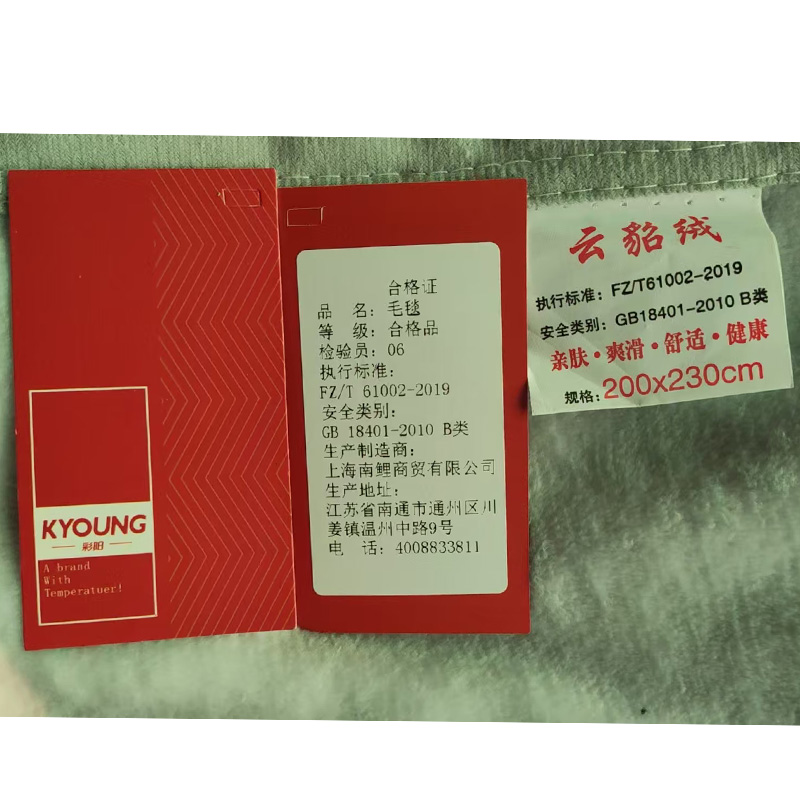 KYOUNG
彩阳
A brand
With
Temperatuer!
合格证
品 名：毛毯
等 级：合格品
检验员：06
执行标准：
FZ/T 61002-2019
安全类别：
GB 18401-2010 B类
生产制造商：
上海南鲤商贸有限公司
生产地址：
江苏省南通市通州区川
姜镇温州中路9号
电 话：4008833811
云貂绒
执行标准：FZ/T61002-2019
安全类别：GB18401-2010 B类
亲肤·爽滑·舒适·健康
规格：200x230cm